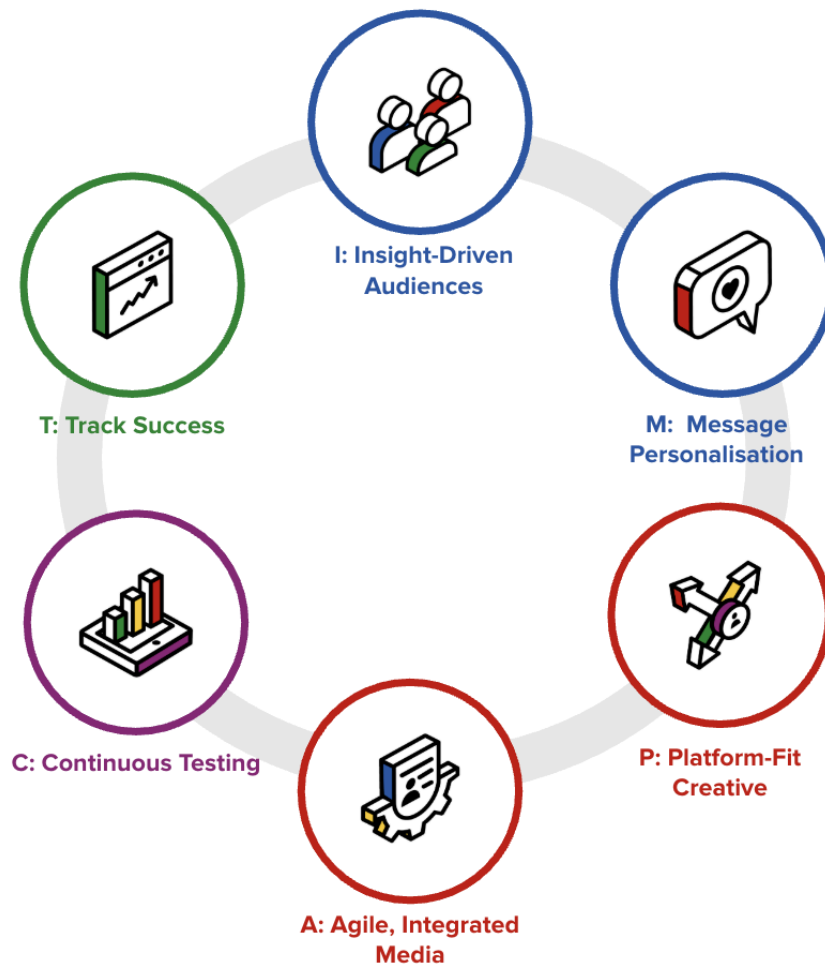 I: Insight-Driven
Audiences
M:  Message
Personalisation
P: Platform-Fit
Creative
A: Agile, Integrated
Media
C: Continuous Testing
T: Track Success